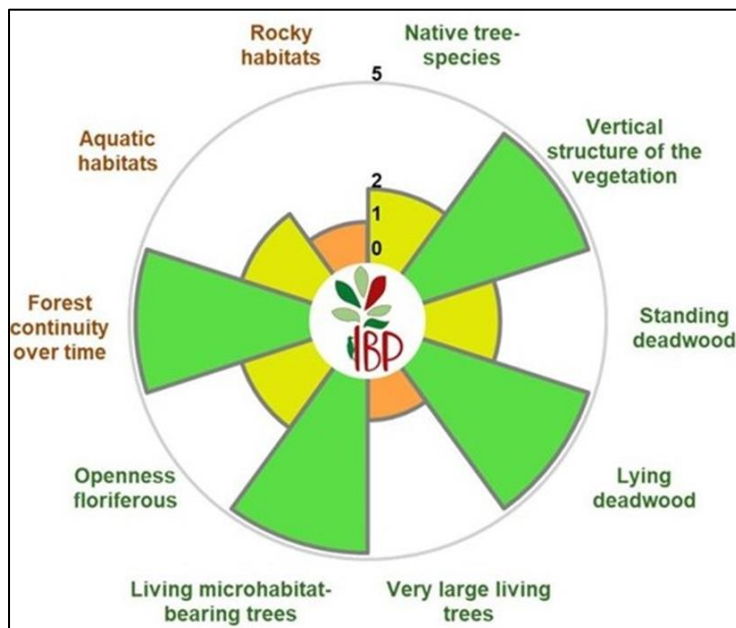 Rocky
habitats
Native tree-
species
5
Aquatic
habitats
Vertical
structure of the
vegetation
2
1
0
Forest
continuity
over time
IBP
Standing
deadwood
Openness
floriferous
Lying
deadwood
Living microhabitat-
bearing trees
Very large living
trees